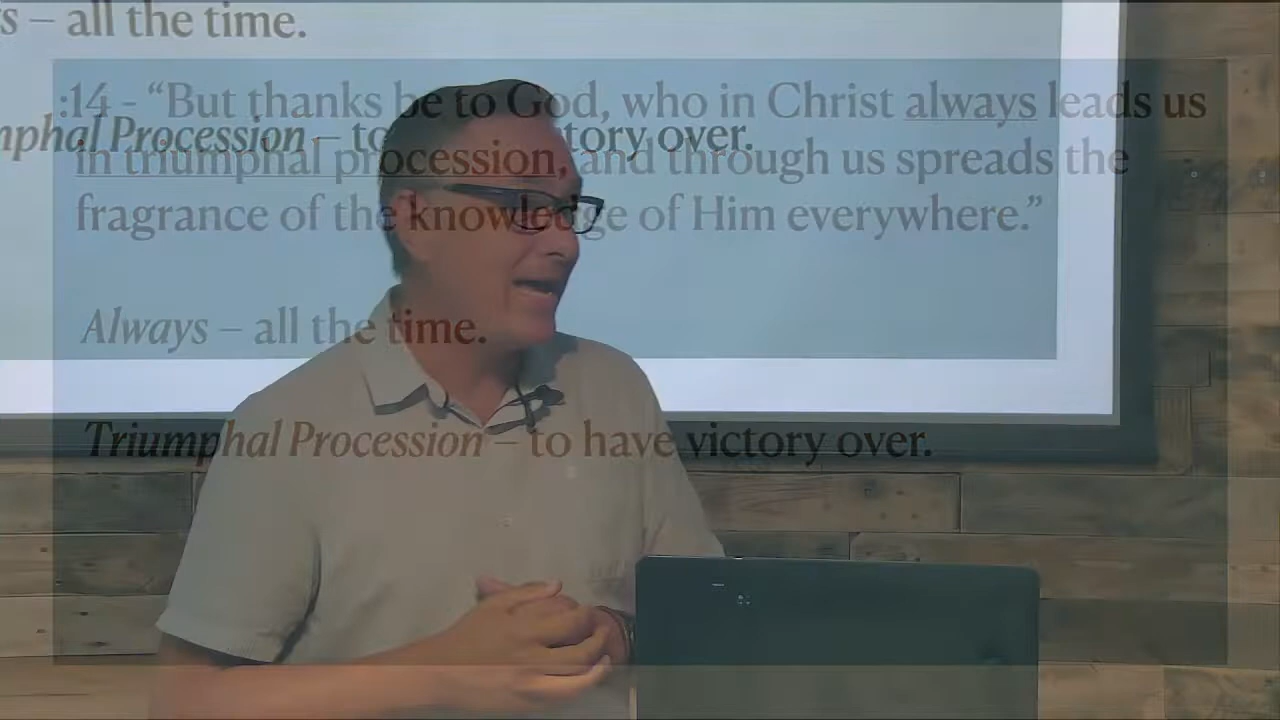 s – all the time.
:14 - “But thanks be to God, who in Christ always leads us
mphal Procession – to tory over.
in triumphal procession, and through us spreads the
fragrance of the knowledge of Him everywhere.”
Always – all the time.
Triumphal Procession – to have victory over.